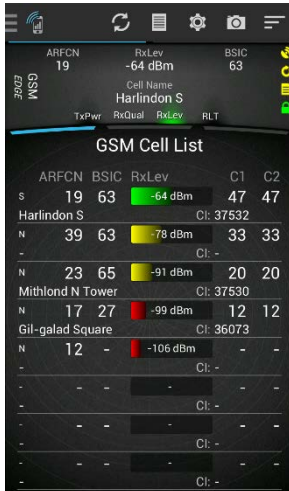 ARFCN RxLev BSIC
19 -64 dBm 63
GSM
EDGE
Cell Name
Harlindon S
TxPwr RxQual RxLev RLT
GSM Cell List
ARFCN BSIC RxLev C1 C2
S 19 63 -64 dBm 47 47
Harlindon S CI: 37532
N 39 63 -78 dBm 33 33
- CI: -
N 23 65 -91 dBm 20 20
Mithlond N Tower CI: 37530
N 17 27 -99 dBm 12 12
Gil-galad Square CI: 36073
N 12 - -106 dBm
- CI: -
- - - - - -
- CI: -
- - - - - -
- CI: -
- - - - - -
- CI: -